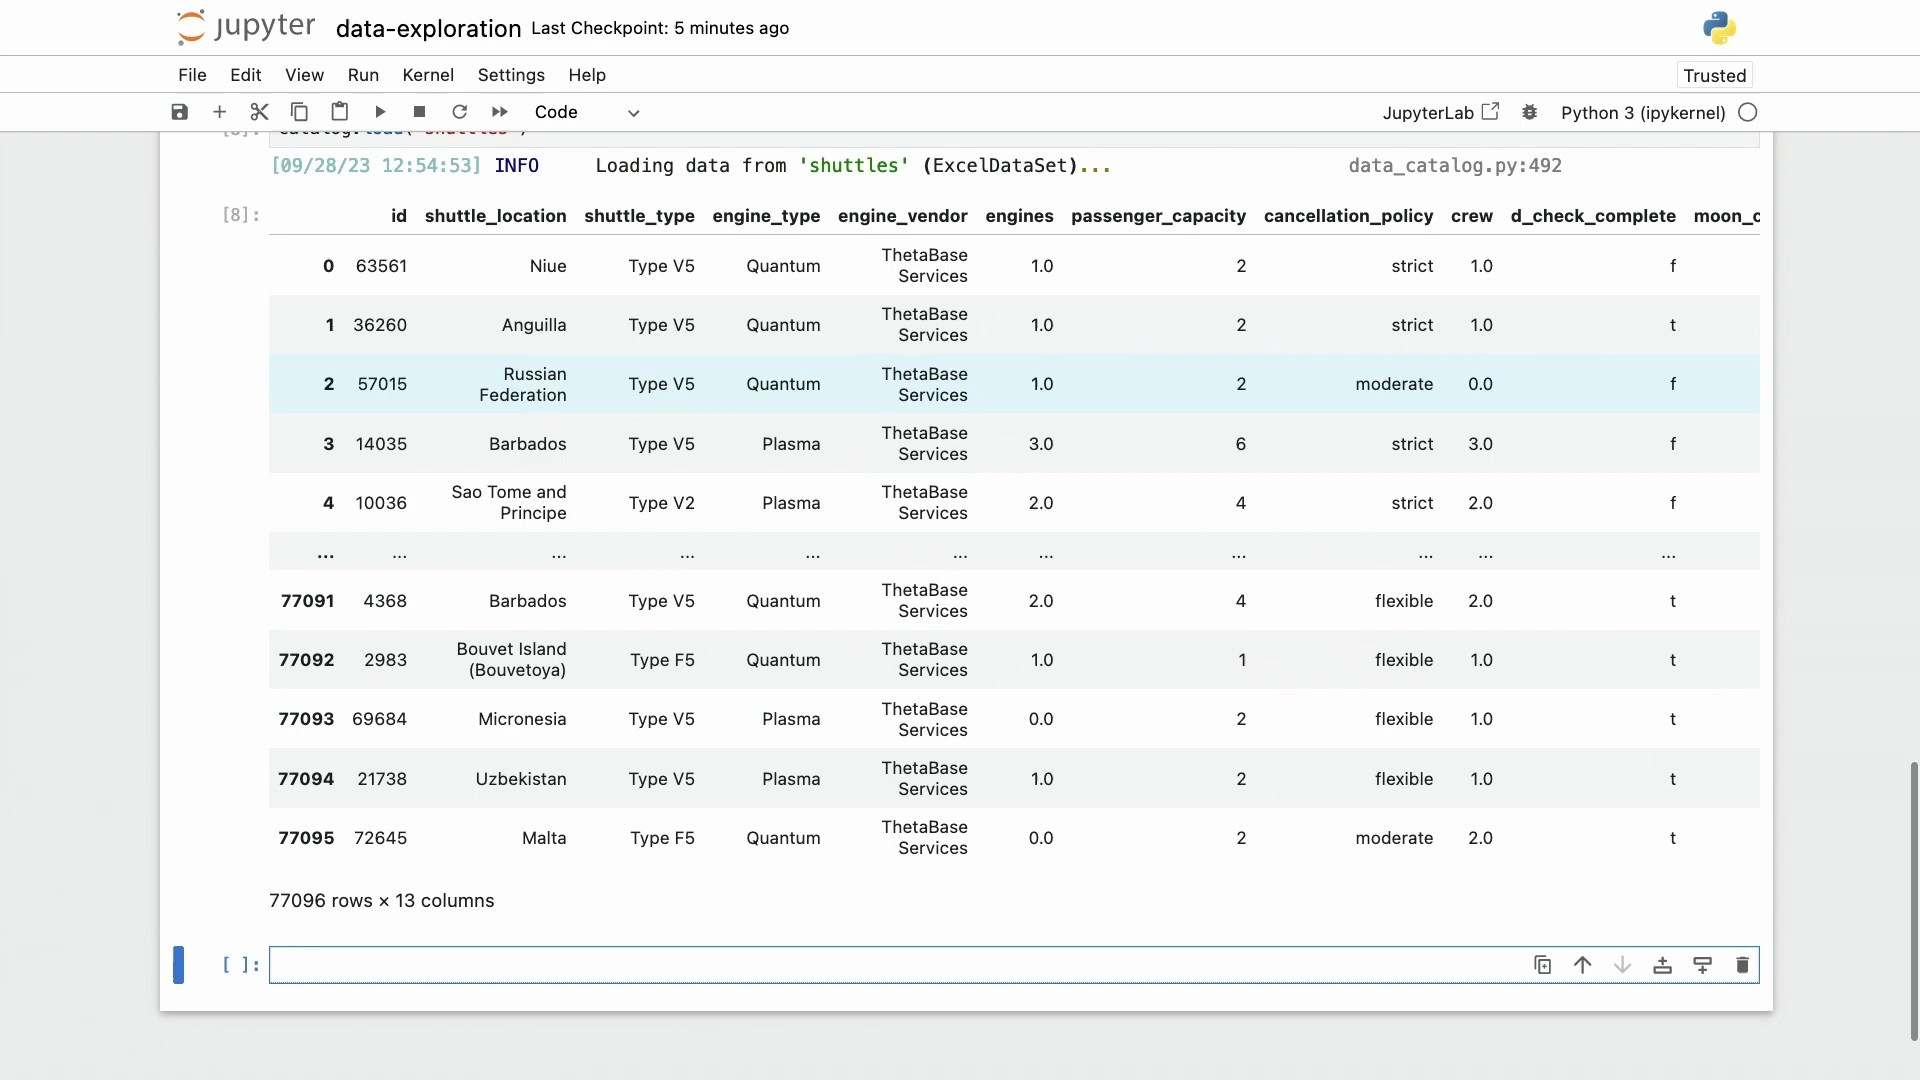 jupyter data-exploration Last Checkpoint: 5 minutes ago
File Edit View Run Kernel Settings Help Trusted
Code JupyterLab Python 3 (ipykernel)
[09/28/23 12:54:53] INFO Loading data from 'shuttles' (ExcelDataSet)... data_catalog.py:492
[8]: id shuttle_location shuttle_type engine_type engine_vendor engines passenger_capacity cancellation_policy crew d_check_complete moon_c
0 63561 Niue Type V5 Quantum ThetaBase Services 1.0 2 strict 1.0 f
1 36260 Anguilla Type V5 Quantum ThetaBase Services 1.0 2 strict 1.0 t
2 57015 Russian Federation Type V5 Quantum ThetaBase Services 1.0 2 moderate 0.0 f
3 14035 Barbados Type V5 Plasma ThetaBase Services 3.0 6 strict 3.0 f
4 10036 Sao Tome and Principe Type V2 Plasma ThetaBase Services 2.0 4 strict 2.0 f
... ... ... ... ... ... ... ... ... ... ...
77091 4368 Barbados Type V5 Quantum ThetaBase Services 2.0 4 flexible 2.0 t
77092 2983 Bouvet Island (Bouvetoya) Type F5 Quantum ThetaBase Services 1.0 1 flexible 1.0 t
77093 69684 Micronesia Type V5 Plasma ThetaBase Services 0.0 2 flexible 1.0 t
77094 21738 Uzbekistan Type V5 Plasma ThetaBase Services 1.0 2 flexible 1.0 t
77095 72645 Malta Type F5 Quantum ThetaBase Services 0.0 2 moderate 2.0 t
77096 rows × 13 columns
[ ]: